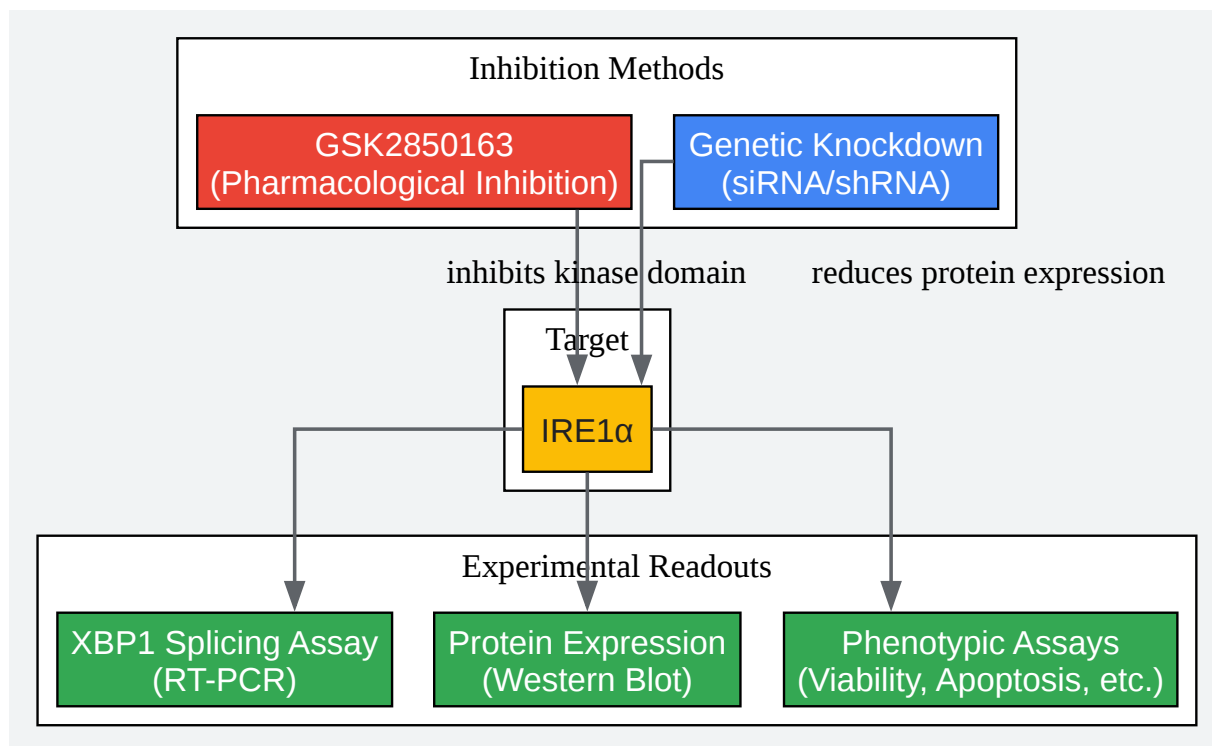 Inhibition Methods
GSK2850163
(Pharmacological Inhibition)
Genetic Knockdown
(siRNA/shRNA)
inhibits kinase domain
reduces protein expression
Target
IRE1α
Experimental Readouts
XBP1 Splicing Assay
(RT-PCR)
Protein Expression
(Western Blot)
Phenotypic Assays
(Viability, Apoptosis, etc.)